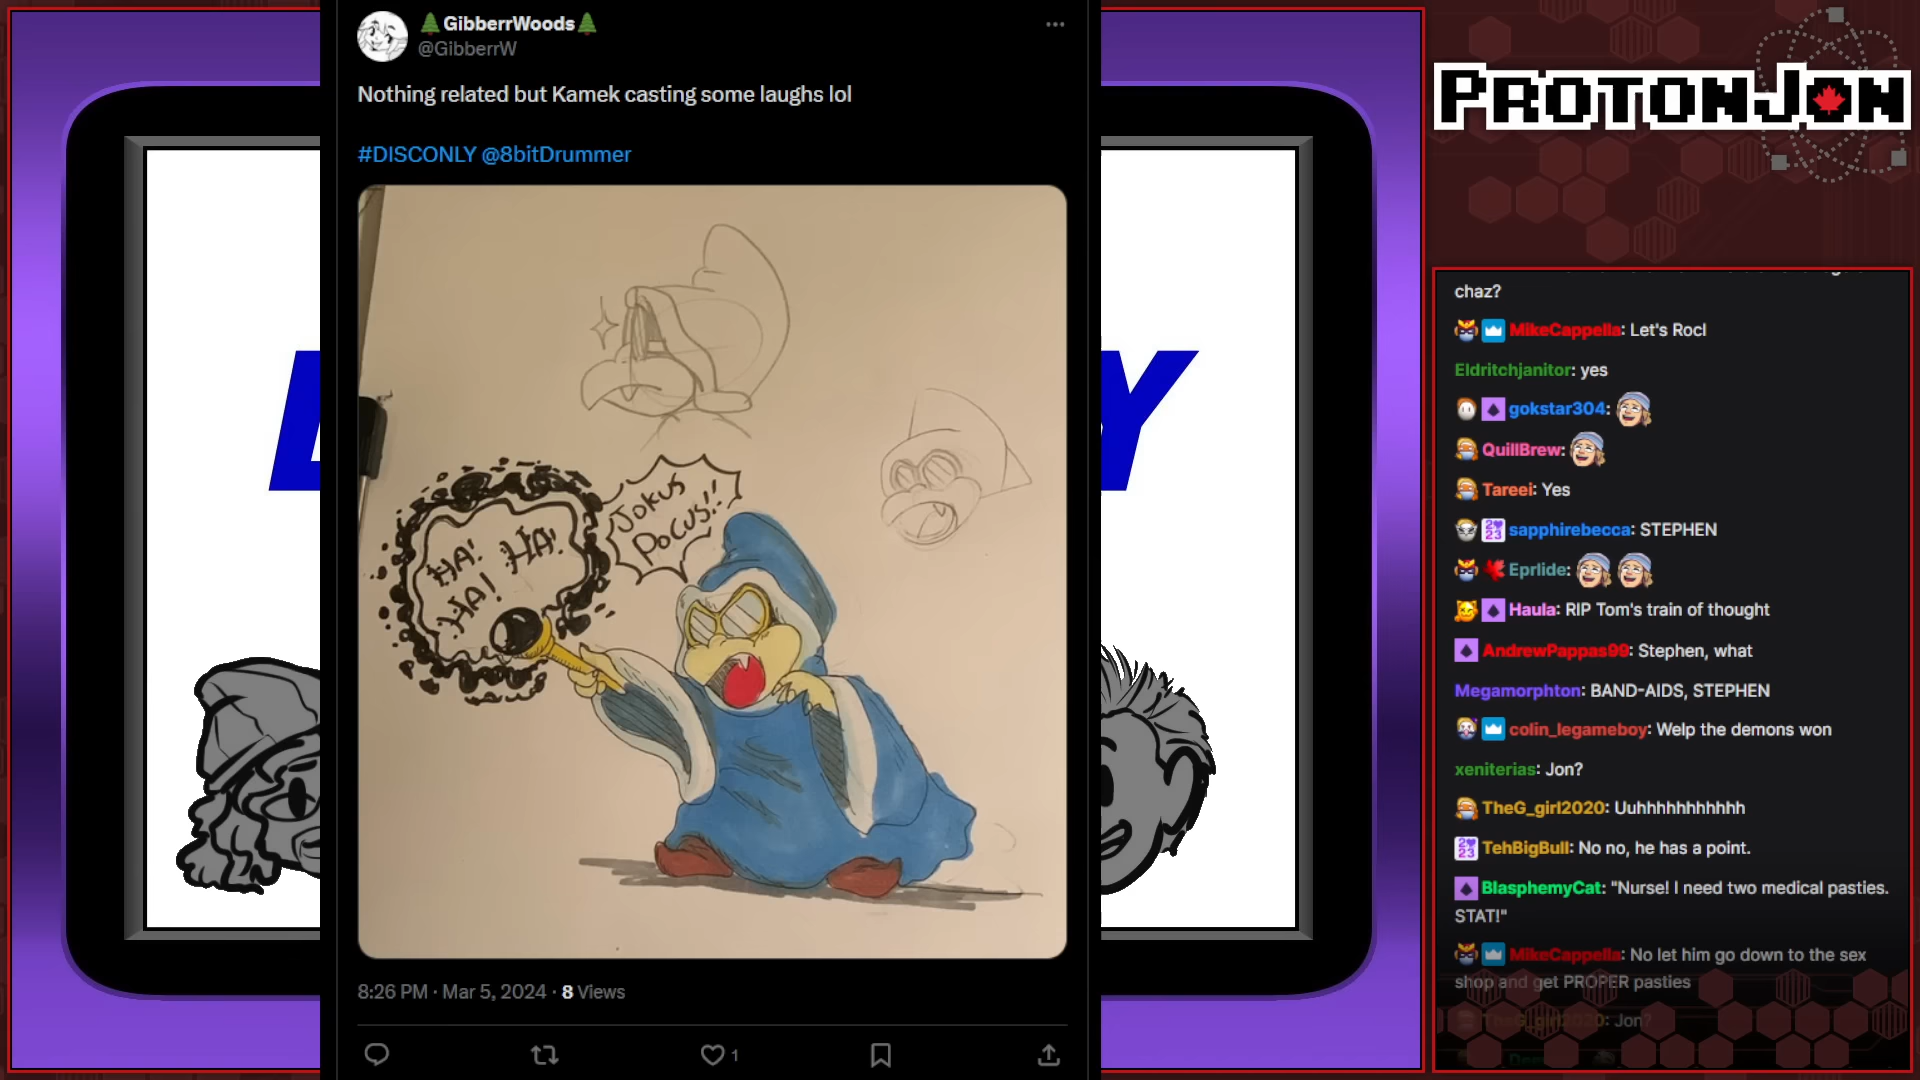 🌲GibberrWoods🌲
@GibberrW
Nothing related but Kamek casting some laughs lol
#DISCONLY @8bitDrummer
JOKUS
POCUS!!
HA! HA!
HA!
8:26 PM · Mar 5, 2024 · 8 Views
1
Y
PROTONJON
chaz?
MikeCappella: Let's Rocl
Eldritchjanitor: yes
gokstar304:
QuillBrew:
Tareei: Yes
sapphirebecca: STEPHEN
Eprlide:
Haula: RIP Tom's train of thought
AndrewPappas99: Stephen, what
Megamorphton: BAND-AIDS, STEPHEN
colin_legameboy: Welp the demons won
xeniterias: Jon?
TheG_girl2020: Uuhhhhhhhhhhh
TehBigBull: No no, he has a point.
BlasphemyCat: "Nurse! I need two medical pasties.
STAT!"
MikeCappella: No let him go down to the sex
shop and get PROPER pasties
TheG_girl2020: Jon?